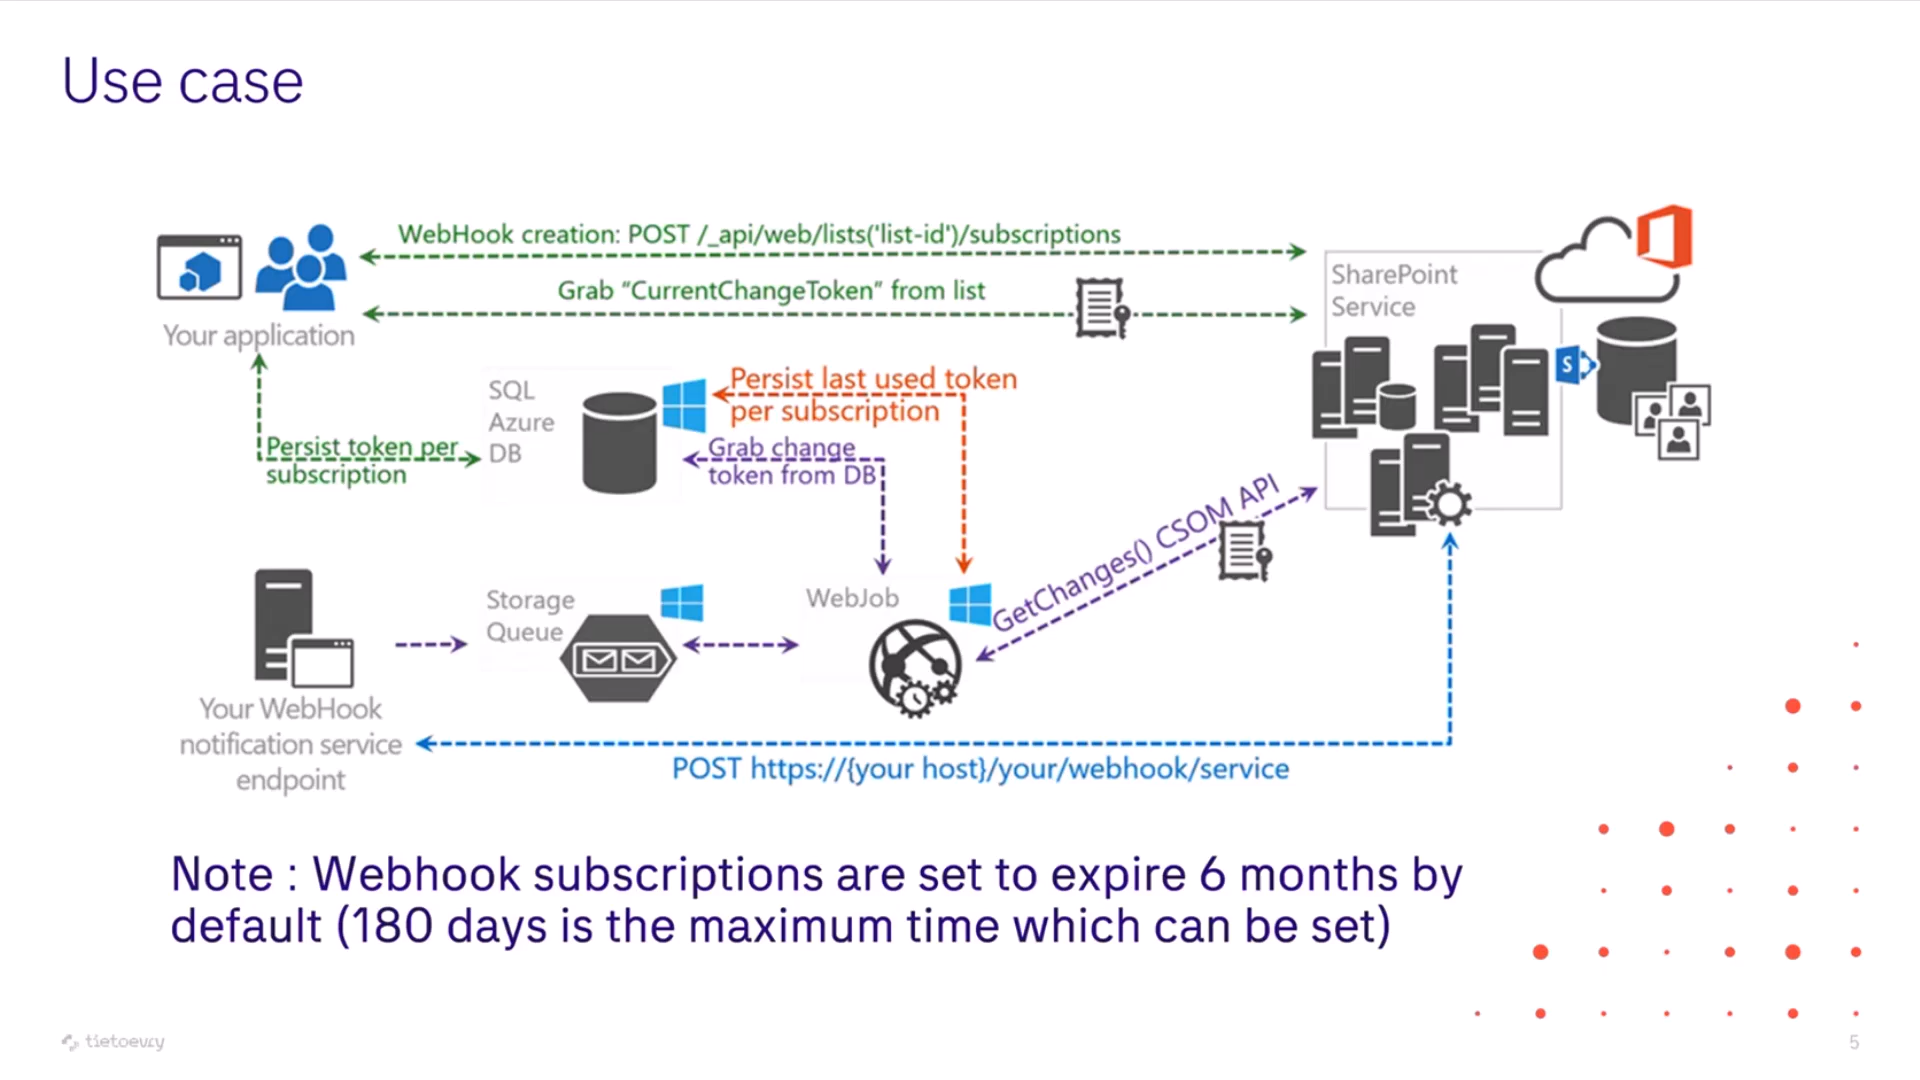 Use case
WebHook creation: POST /_api/web/lists('list-id')/subscriptions
Grab “CurrentChangeToken” from list
Your application
SharePoint
Service
S
SQL
Azure
DB
Persist last used token
per subscription
Persist token per
subscription
Grab change
token from DB
GetChanges() CSOM API
Storage
Queue
WebJob
Your WebHook
notification service
endpoint
POST https://{your host}/your/webhook/service
Note : Webhook subscriptions are set to expire 6 months by
default (180 days is the maximum time which can be set)
tietoevry
5